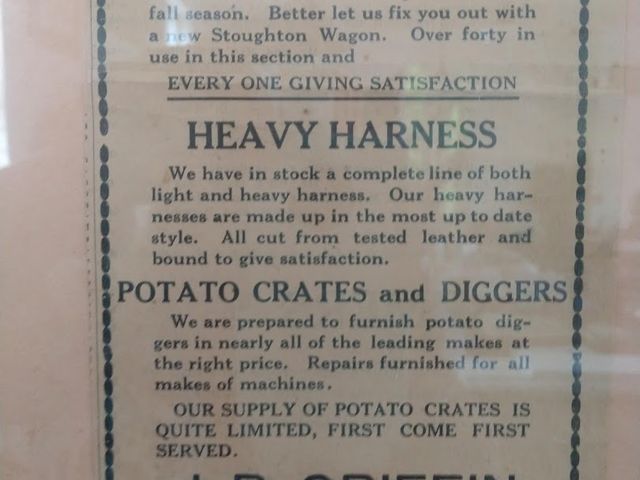 fall season. Better let us fix you out with
a new Stoughton Wagon. Over forty in
use in this section and
EVERY ONE GIVING SATISFACTION
HEAVY HARNESS
We have in stock a complete line of both
light and heavy harness. Our heavy har-
nesses are made up in the most up to date
style. All cut from tested leather and
bound to give satisfaction.
POTATO CRATES and DIGGERS
We are prepared to furnish potato dig-
gers in nearly all of the leading makes at
the right price. Repairs furnished for all
makes of machines.
OUR SUPPLY OF POTATO CRATES IS
QUITE LIMITED, FIRST COME FIRST
SERVED.
GRIFFIN